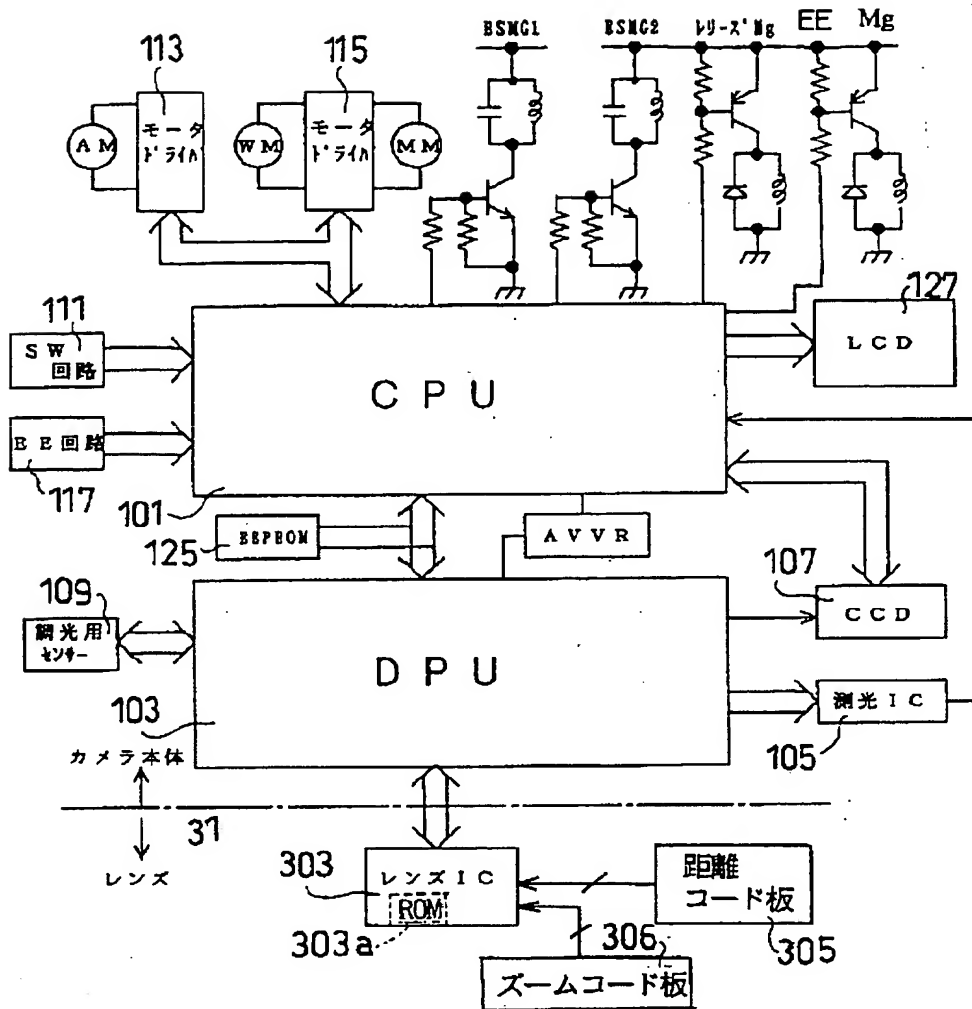 113
115
ESMG1
ESMG2
レリーズMg
EE Mg
AM
モータ
ドライバ
WM
モータ
ドライバ
MM
111
SW
回路
CPU
127
LCD
EE回路
117
101
125
EEPROM
AVVR
107
CCD
109
調光用
センサー
DPU
103
測光IC
105
カメラ本体
31
レンズ
303
レンズIC
ROM
303a
距離
コード板
305
306
ズームコード板